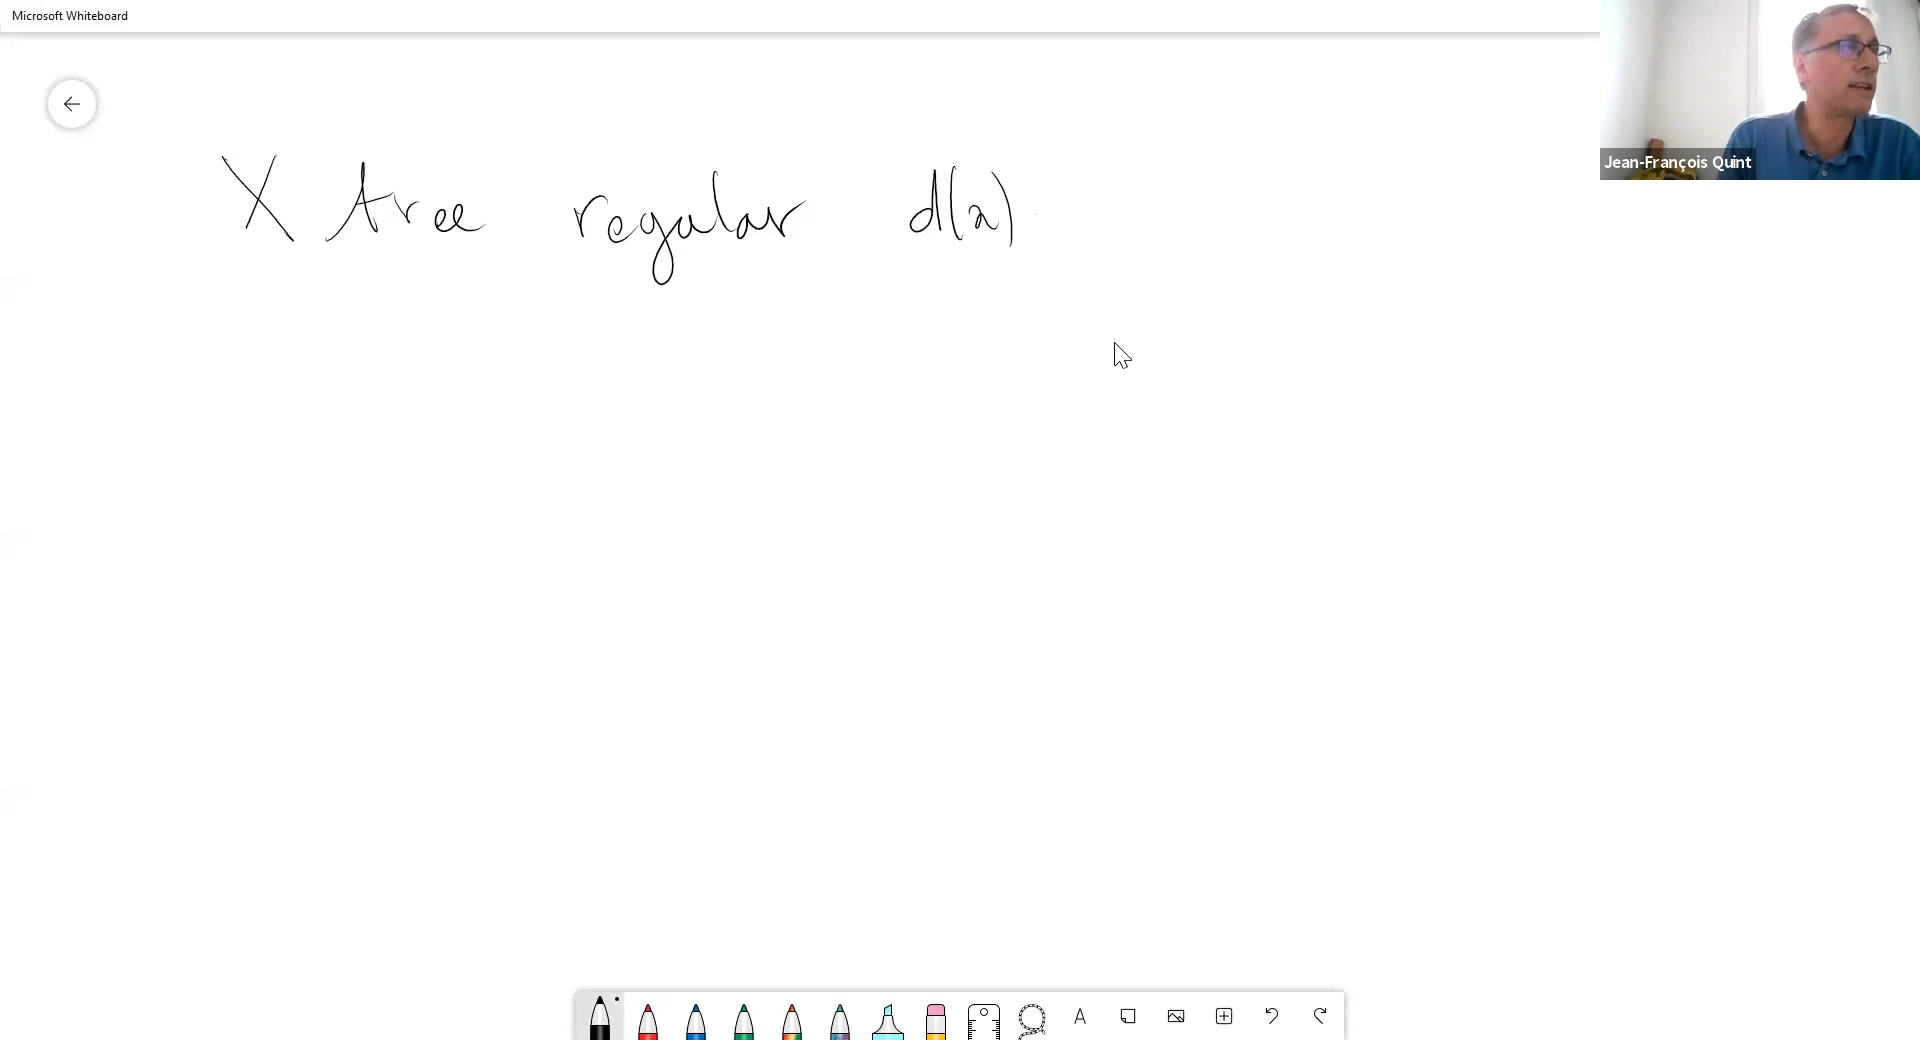 Microsoft Whiteboard
Jean-François Quint
X tree regular d(x)